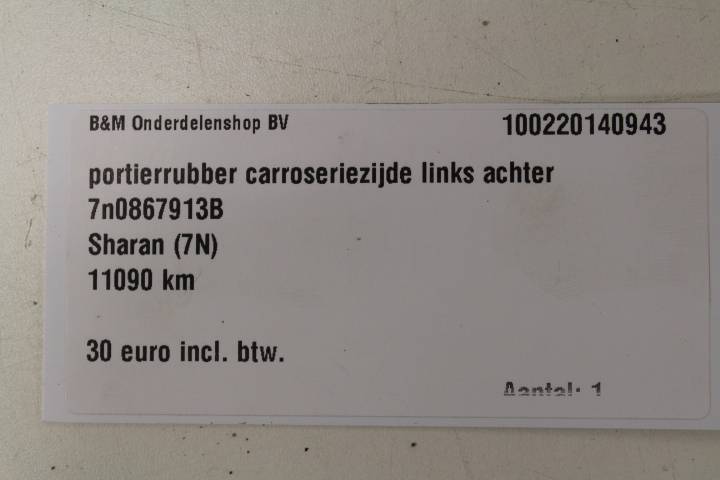 B&M Onderdelenshop BV 100220140943
portierrubber carroseriezijde links achter
7n0867913B
Sharan (7N)
11090 km
30 euro incl. btw.
Aantal: 1